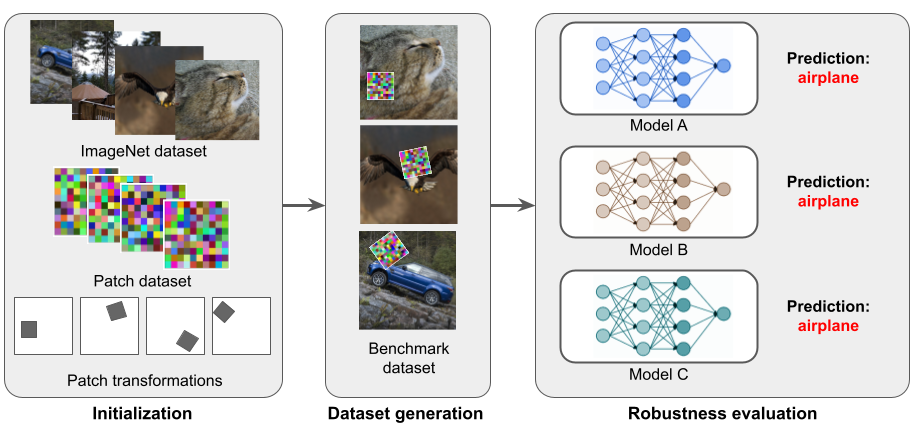 ImageNet dataset
Patch dataset
Patch transformations
Initialization
Benchmark
dataset
Dataset generation
Model A
Prediction:
airplane
Model B
Prediction:
airplane
Model C
Prediction:
airplane
Robustness evaluation